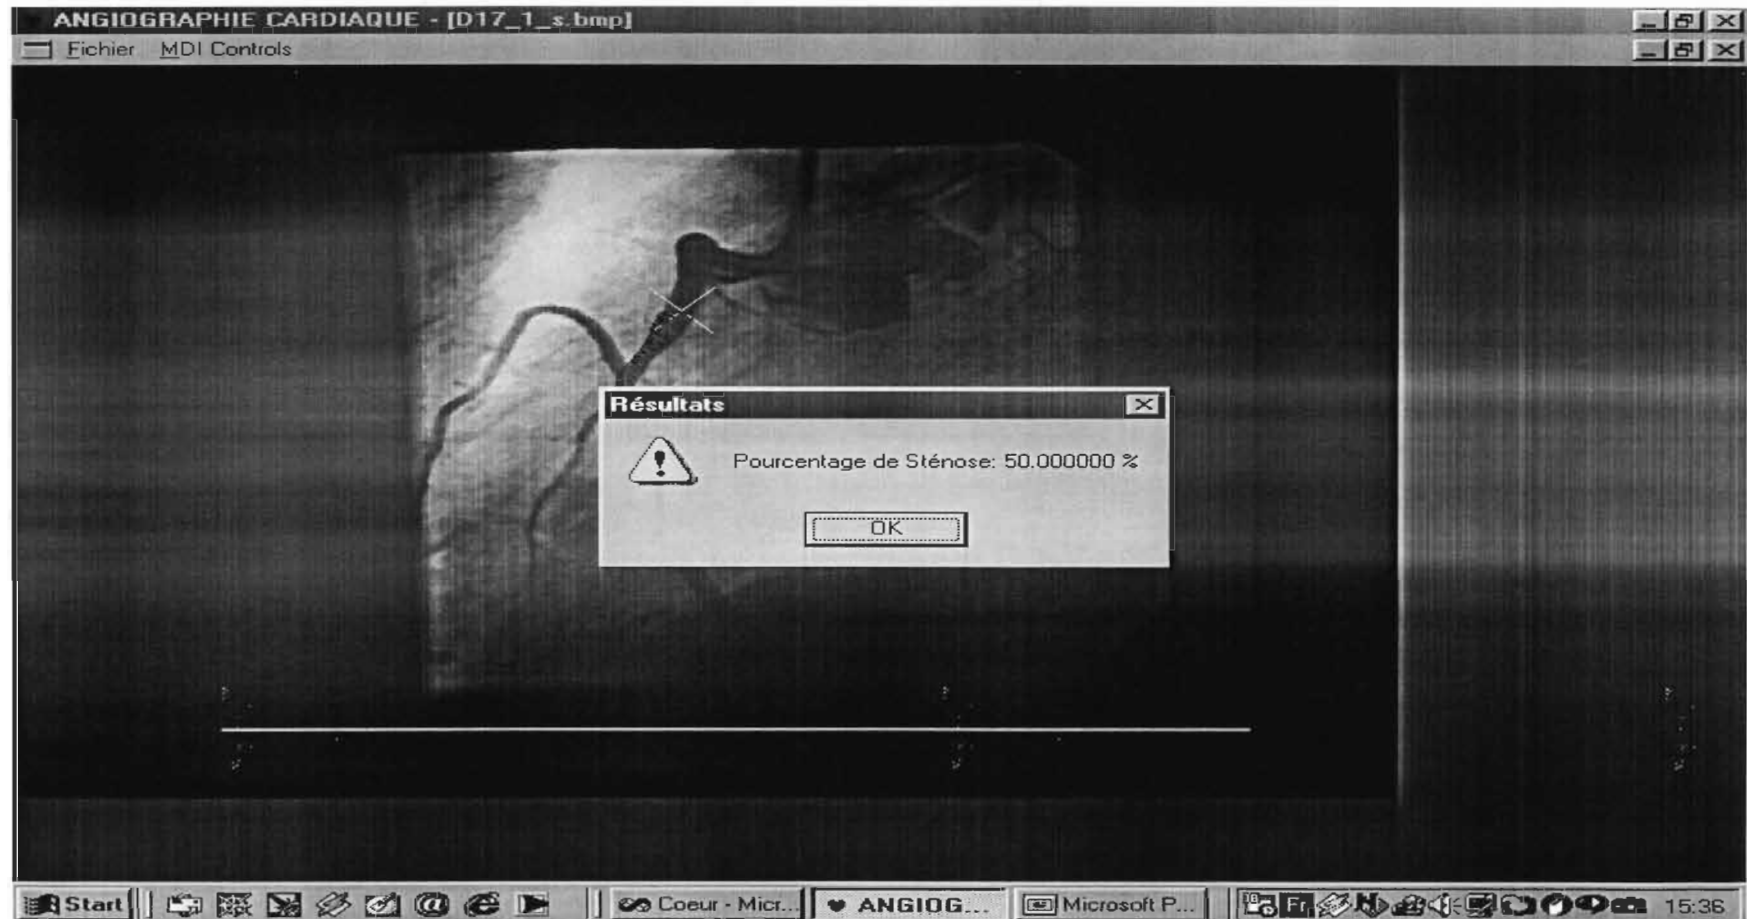 ANGIOGRAPHIE CARDIAQUE - [D17_1_s.bmp]
Fichier MDI Controls
Résultats
Pourcentage de Sténose: 50.000000 %
OK
Start Coeur - Micr... ANGIOG... Microsoft P... Fr 15:36